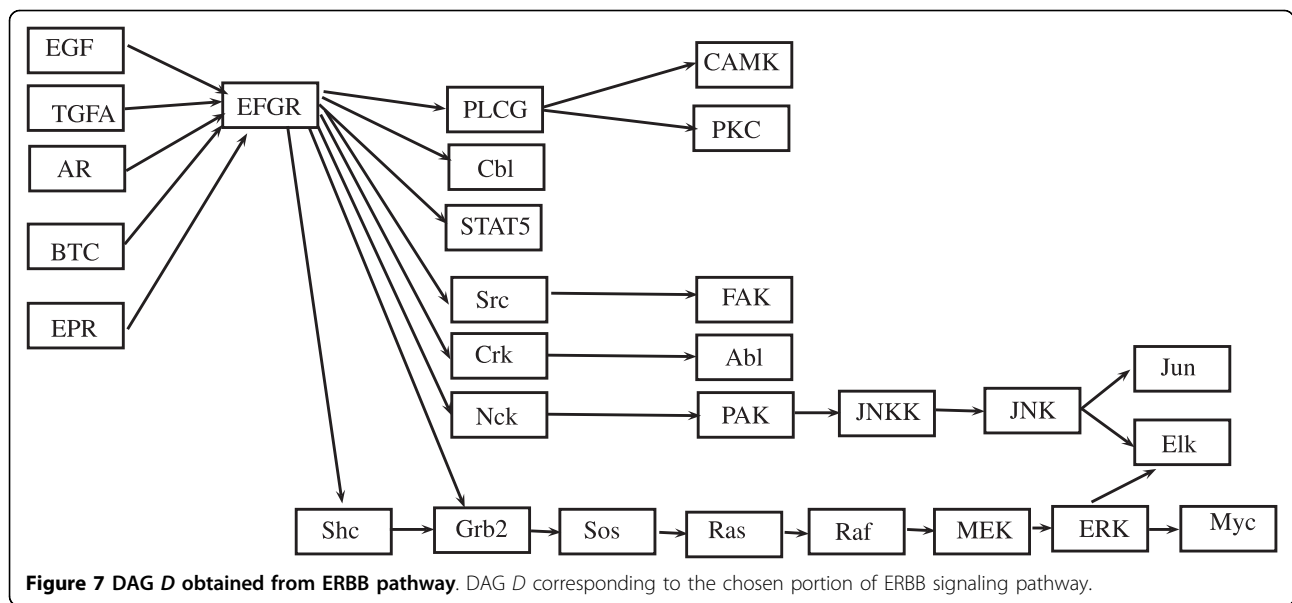 EGF
TGFA
AR
BTC
EPR
EFGR
PLCG
CAMK
PKC
Cbl
STAT5
Src
FAK
Crk
Abl
Nck
PAK
JNKK
JNK
Jun
Elk
Shc
Grb2
Sos
Ras
Raf
MEK
ERK
Myc
Figure 7 DAG D obtained from ERBB pathway. DAG D corresponding to the chosen portion of ERBB signaling pathway.